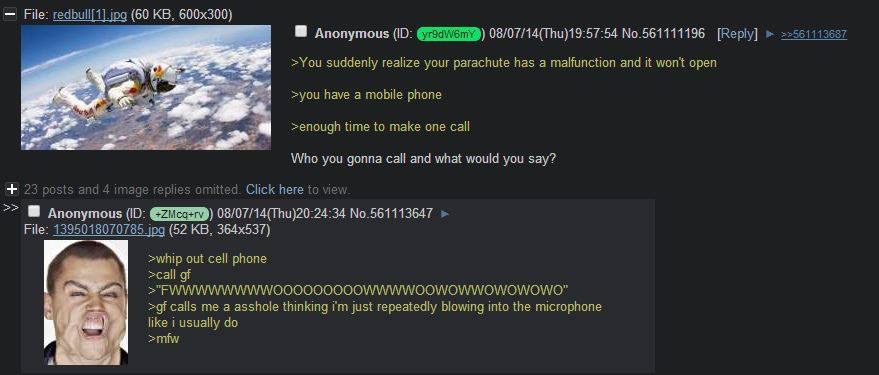 File: redbull[1].jpg (60 KB, 600x300)
Anonymous (ID: yr9dW6mY) 08/07/14(Thu)19:57:54 No.561111196 [Reply] ► >>561113687
>You suddenly realize your parachute has a malfunction and it won't open
>you have a mobile phone
>enough time to make one call
Who you gonna call and what would you say?
23 posts and 4 image replies omitted. Click here to view.
>> Anonymous (ID: +ZMcq+rv) 08/07/14(Thu)20:24:34 No.561113647 ►
File: 1395018070785.jpg (52 KB, 364x537)
>whip out cell phone
>call gf
>"FWWWWWWWWOOOOOOOOOWWWWOOWOWWOWOWOWO"
>gf calls me a asshole thinking i'm just repeatedly blowing into the microphone
like i usually do
>mfw